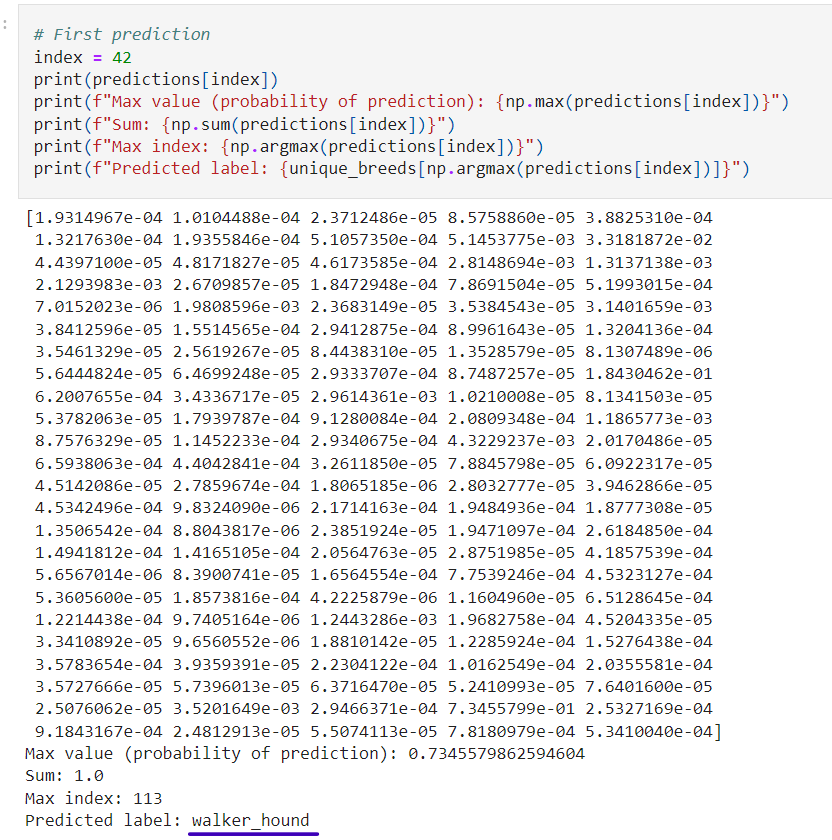 :
# First prediction
index = 42
print(predictions[index])
print(f"Max value (probability of prediction): {np.max(predictions[index])}")
print(f"Sum: {np.sum(predictions[index])}")
print(f"Max index: {np.argmax(predictions[index])}")
print(f"Predicted label: {unique_breeds[np.argmax(predictions[index])]}")
[1.9314967e-04 1.0104488e-04 2.3712486e-05 8.5758860e-05 3.8825310e-04
1.3217630e-04 1.9355846e-04 5.1057350e-04 5.1453775e-03 3.3181872e-02
4.4397100e-05 4.8171827e-05 4.6173585e-04 2.8148694e-03 1.3137138e-03
2.1293983e-03 2.6709857e-05 1.8472948e-04 7.8691504e-05 5.1993015e-04
7.0152023e-06 1.9808596e-03 2.3683149e-05 3.5384543e-05 3.1401659e-03
3.8412596e-05 1.5514565e-04 2.9412875e-04 8.9961643e-05 1.3204136e-04
3.5461329e-05 2.5619267e-05 8.4438310e-05 1.3528579e-05 8.1307489e-06
5.6444824e-05 6.4699248e-05 2.9333707e-04 8.7487257e-05 1.8430462e-01
6.2007655e-04 3.4336717e-05 2.9614361e-03 1.0210008e-05 8.1341503e-05
5.3782063e-05 1.7939787e-04 9.1280084e-04 2.0809348e-04 1.1865773e-03
8.7576329e-05 1.1452233e-04 2.9340675e-04 4.3229237e-03 2.0170486e-05
6.5938063e-04 4.4042841e-04 3.2611850e-05 7.8845798e-05 6.0922317e-05
4.5142086e-05 2.7859674e-04 1.8065185e-06 2.8032777e-05 3.9462866e-05
4.5342496e-04 9.8324090e-06 2.1714163e-04 1.9484936e-04 1.8777308e-05
1.3506542e-04 8.8043817e-06 2.3851924e-05 1.9471097e-04 2.6184850e-04
1.4941812e-04 1.4165105e-04 2.0564763e-05 2.8751985e-05 4.1857539e-04
5.6567014e-06 8.3900741e-05 1.6564554e-04 7.7539246e-04 4.5323127e-04
5.3605600e-05 1.8573816e-04 4.2225879e-06 1.1604960e-05 6.5128645e-04
1.2214438e-04 9.7405164e-06 1.2443286e-03 1.9682758e-04 4.5204335e-05
3.3410892e-05 9.6560552e-06 1.8810142e-05 1.2285924e-04 1.5276438e-04
3.5783654e-04 3.9359391e-05 2.2304122e-04 1.0162549e-04 2.0355581e-04
3.5727666e-05 5.7396013e-05 6.3716470e-05 5.2410993e-05 7.6401600e-05
2.5076062e-05 3.5201649e-03 2.9466371e-04 7.3455799e-01 2.5327169e-04
9.1843167e-04 2.4812913e-05 5.5074113e-05 7.8180979e-04 5.3410040e-04]
Max value (probability of prediction): 0.7345579862594604
Sum: 1.0
Max index: 113
Predicted label: walker_hound